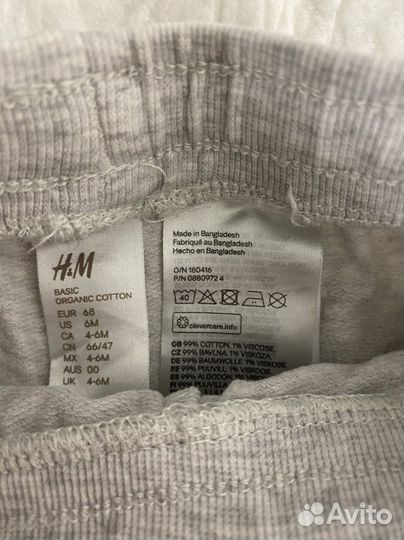 H&M
BASIC
ORGANIC COTTON
EUR 68
US 6M
CA 4-6M
CN 66/47
MX 4-6M
AUS 00
UK 4-6M
Made in Bangladesh
Fabriqué au Bangladesh
Hecho en Bangladesh
O/N 180416
P/N 0880972 4
40
clevercare.info
GB 99% COTTON, 1% VISCOSE
CZ 99% BAVLNA, 1% VISKÓZA
DE 99% BAUMWOLLE, 1% VISKOSE
EE 99% PUUVILL, 1% VISKOOS
ES 99% ALGODÓN, 1% VISCOSA
FI 99% PUUVILLA
Avito